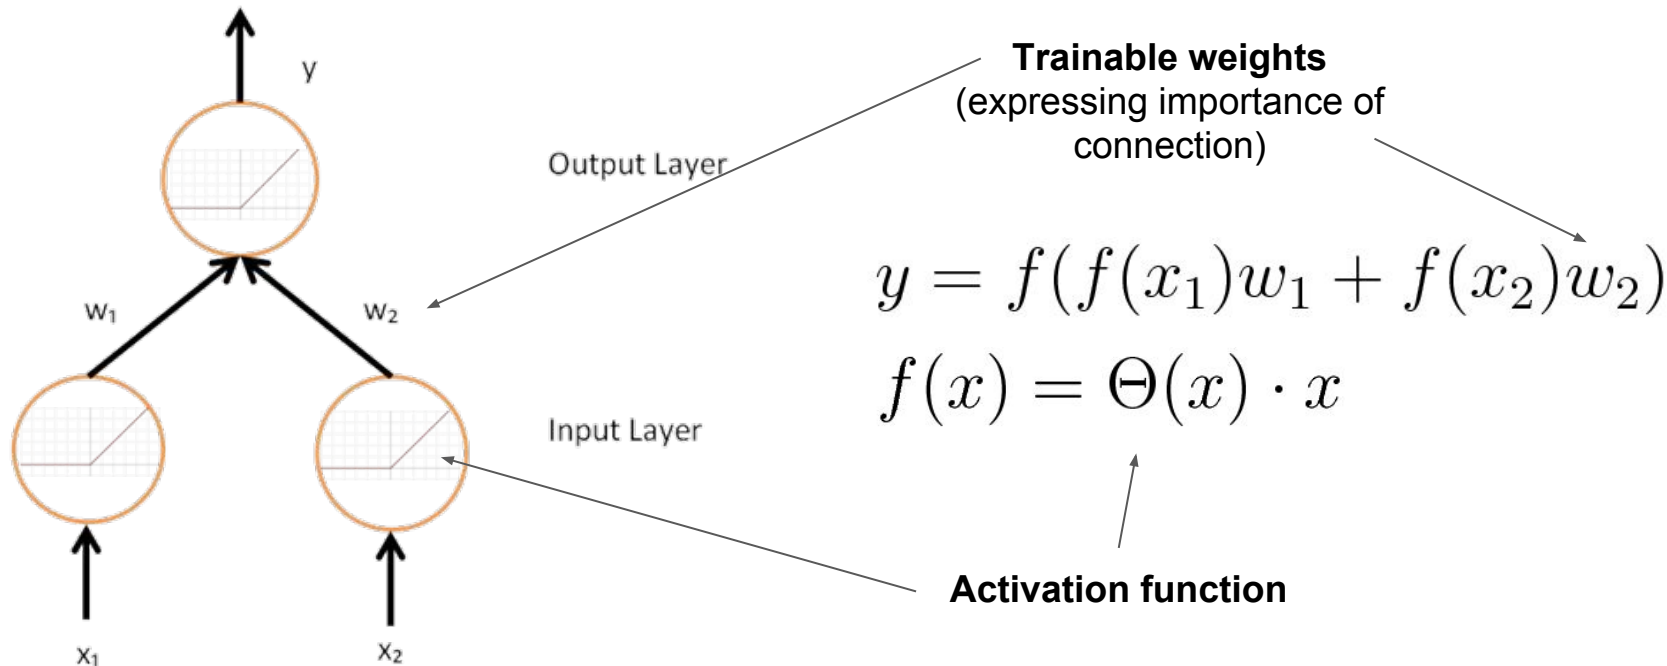 y
Trainable weights
(expressing importance of
connection)
Output Layer
w₁
w₂
y = f(f(x₁)w₁ + f(x₂)w₂)
f(x) = Θ(x) · x
Input Layer
Activation function
x₁
x₂